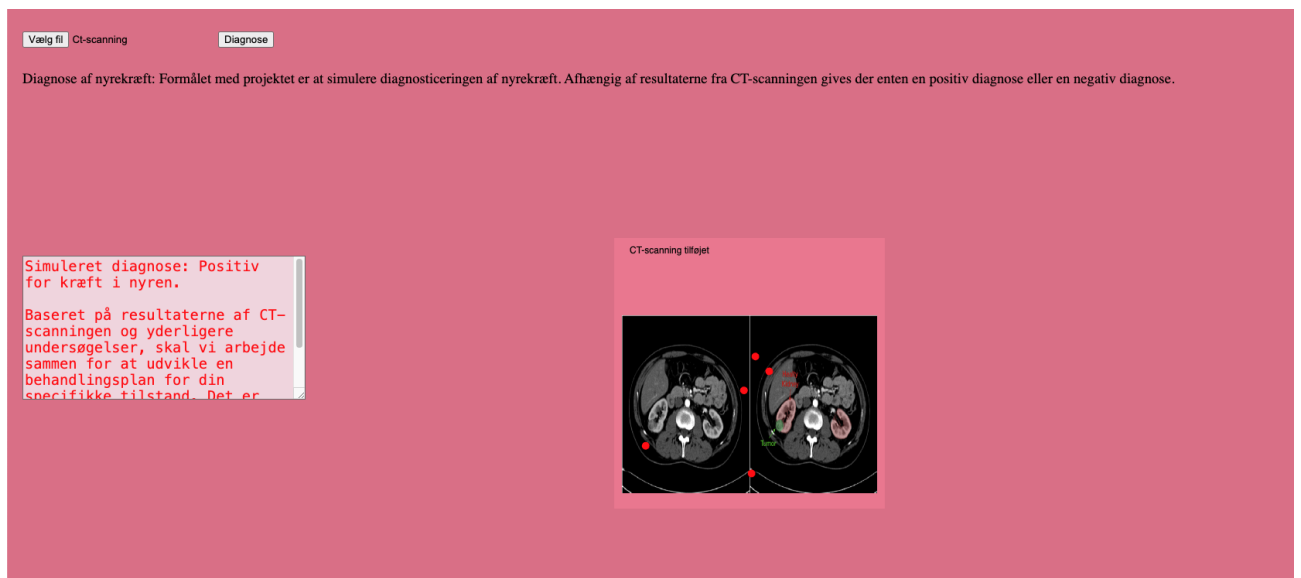 Vælg fil Ct-scanning Diagnose
Diagnose af nyrekræft: Formålet med projektet er at simulere diagnosticeringen af nyrekræft. Afhængig af resultaterne fra CT-scanningen gives der enten en positiv diagnose eller en negativ diagnose.
CT-scanning tilføjet
Simuleret diagnose: Positiv
for kræft i nyren.
Baseret på resultaterne af CT-
scanningen og yderligere
undersøgelser, skal vi arbejde
sammen for at udvikle en
behandlingsplan for din
specifikke tilstand. Det er
Tumor